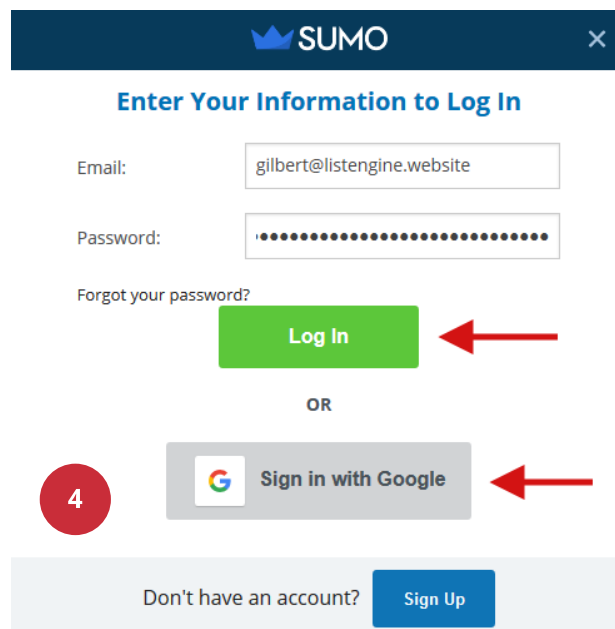 SUMO
Enter Your Information to Log In
Email:
gilbert@listengine.website
Password:
Forgot your password?
Log In
OR
Sign in with Google
4
Don't have an account?
Sign Up